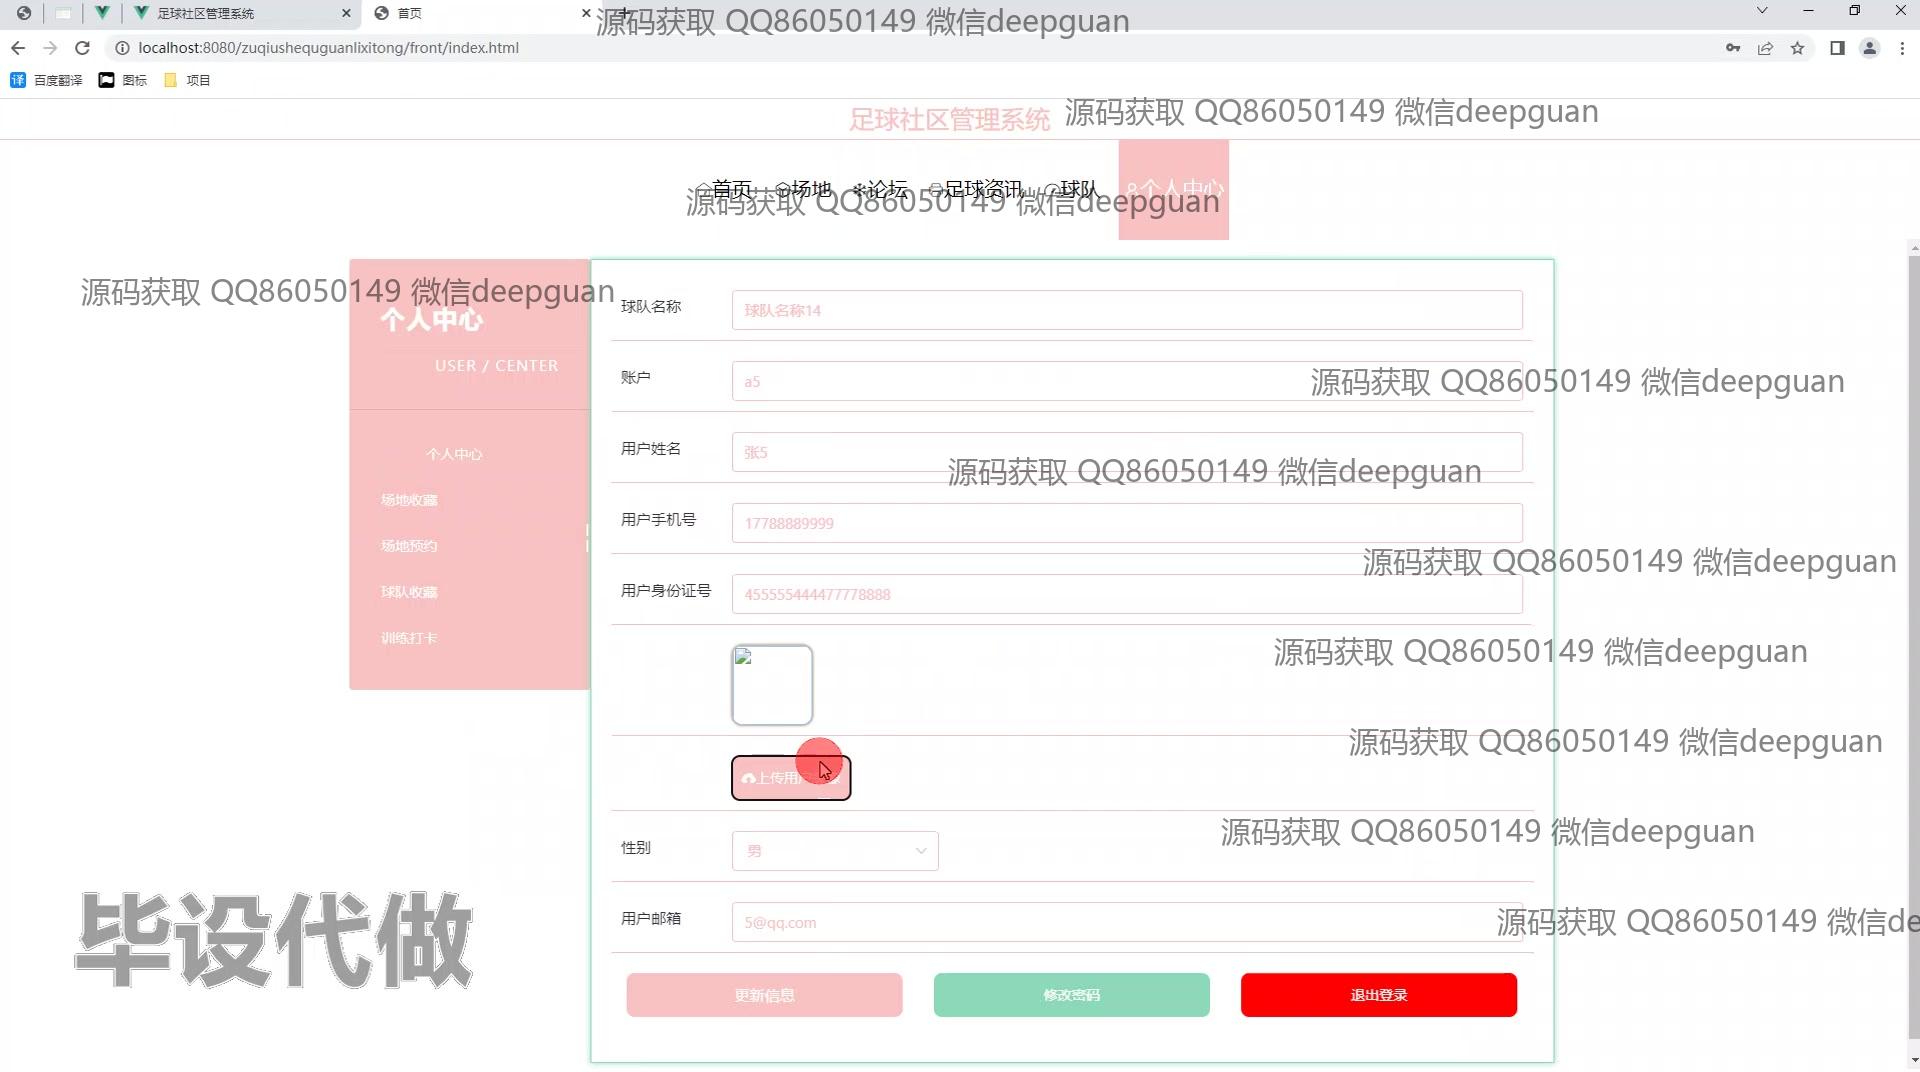 足球社区管理系统
首页
源码获取 QQ86050149 微信deepguan
localhost:8080/zuqiushequguanlixitong/front/index.html
百度翻译
图标
项目
足球社区管理系统
源码获取 QQ86050149 微信deepguan
首页 场地 论坛 足球资讯 球队 个人中心
源码获取 QQ86050149 微信deepguan
源码获取 QQ86050149 微信deepguan
个人中心
USER / CENTER
个人中心
场地收藏
场地预约
球队收藏
训练打卡
球队名称
球队名称14
账户
a5
源码获取 QQ86050149 微信deepguan
用户姓名
张5
源码获取 QQ86050149 微信deepguan
用户手机号
17788889999
源码获取 QQ86050149 微信deepguan
用户身份证号
455555444477778888
源码获取 QQ86050149 微信deepguan
源码获取 QQ86050149 微信deepguan
上传用
性别
男
源码获取 QQ86050149 微信deepguan
用户邮箱
5@qq.com
源码获取 QQ86050149 微信de
毕设代做
更新信息
修改密码
退出登录